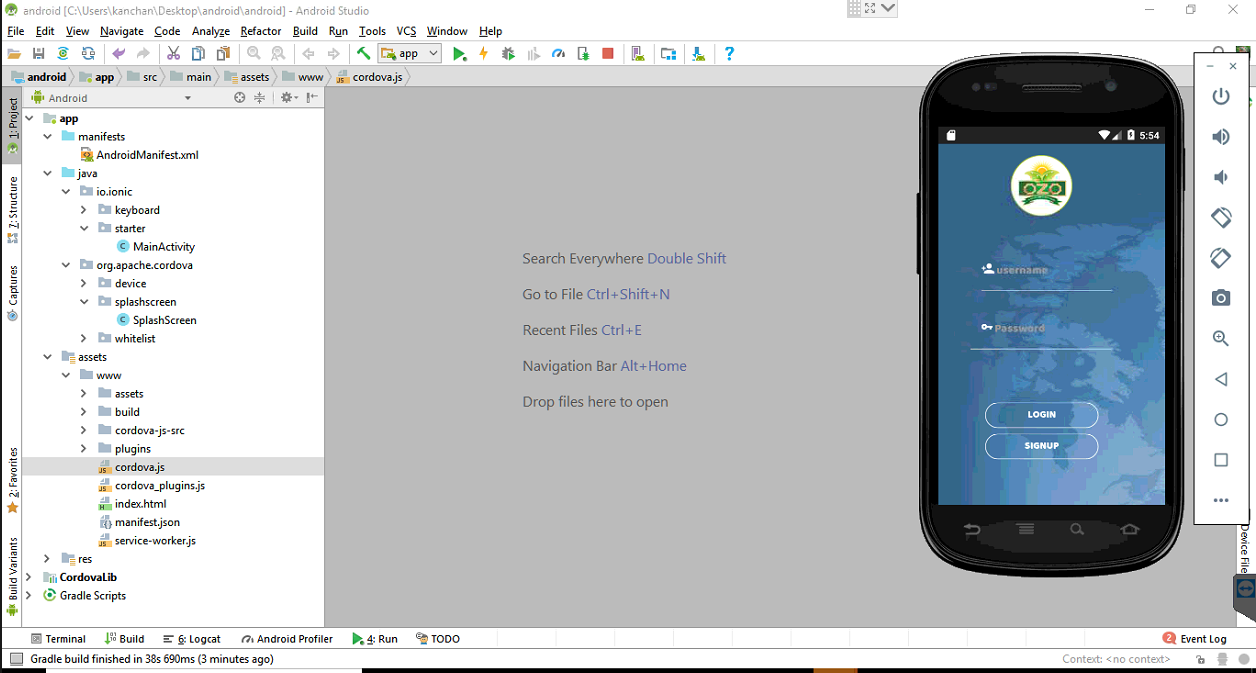 android [C:\Users\kanchan\Desktop\android\android] - Android Studio
File Edit View Navigate Code Analyze Refactor Build Run Tools VCS Window Help
app
android app src main assets www cordova.js
Android
1: Project
7: Structure
Captures
2: Favorites
Build Variants
app
manifests
AndroidManifest.xml
java
io.ionic
keyboard
starter
MainActivity
org.apache.cordova
device
splashscreen
SplashScreen
whitelist
assets
www
assets
build
cordova-js-src
plugins
cordova.js
cordova_plugins.js
index.html
manifest.json
service-worker.js
res
CordovaLib
Gradle Scripts
Search Everywhere Double Shift
Go to File Ctrl+Shift+N
Recent Files Ctrl+E
Navigation Bar Alt+Home
Drop files here to open
5:54
OZO
username
Password
LOGIN
SIGNUP
Device File
Terminal Build 6: Logcat Android Profiler 4: Run TODO 2 Event Log
Gradle build finished in 38s 690ms (3 minutes ago) Context: <no context>